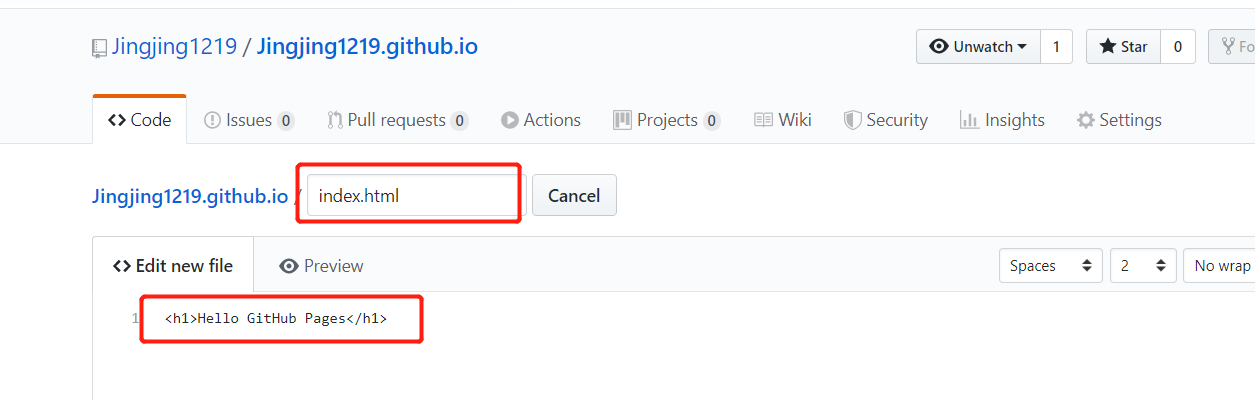 Jingjing1219 / Jingjing1219.github.io
Unwatch 1 Star 0 Fo
Code Issues 0 Pull requests 0 Actions Projects 0 Wiki Security Insights Settings
Jingjing1219.github.io / index.html Cancel
<> Edit new file Preview Spaces 2 No wrap
1 <h1>Hello GitHub Pages</h1>